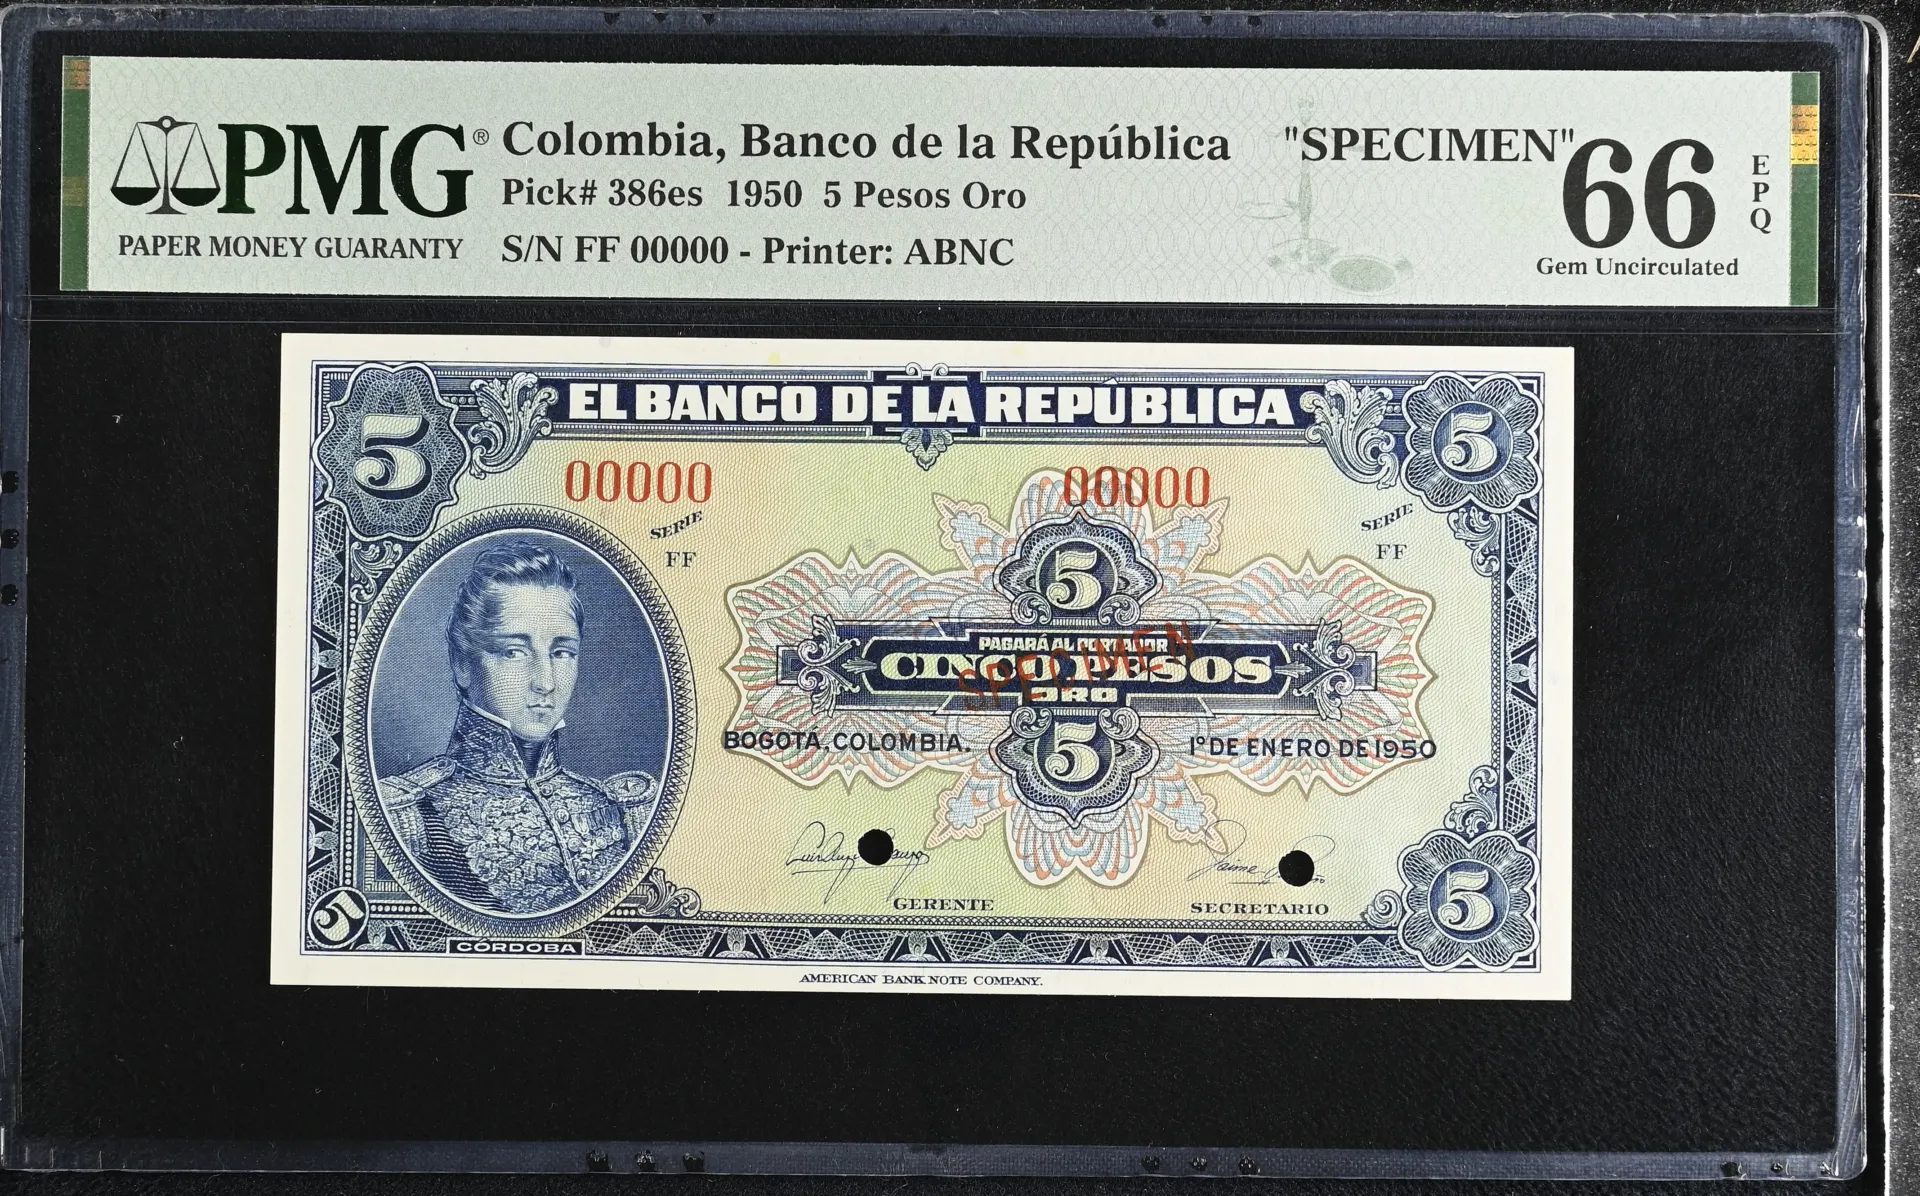 PMG® Colombia, Banco de la República "SPECIMEN" 66 EPQ
Pick# 386es 1950 5 Pesos Oro
PAPER MONEY GUARANTY S/N FF 00000 - Printer: ABNC Gem Uncirculated
5 EL BANCO DE LA REPÚBLICA 5
00000 00000
SERIE SERIE
FF FF
5
PAGARÁ AL PORTADOR
CINCO PESOS
ORO
SPECIMEN
5
BOGOTÁ, COLOMBIA. 1º DE ENERO DE 1950
GERENTE SECRETARIO
5 5
CÓRDOBA
AMERICAN BANK NOTE COMPANY.